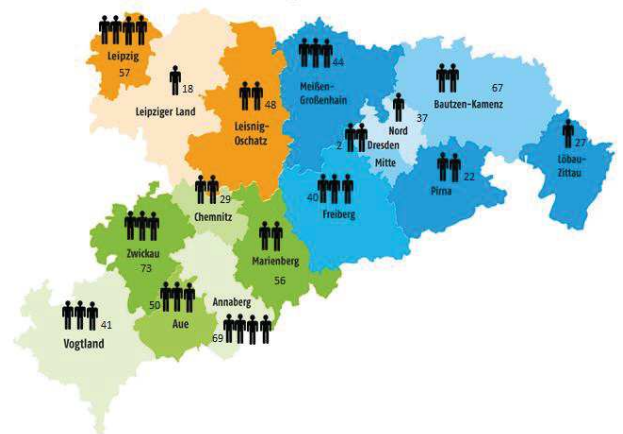 Leipzig
57
18
Leipziger Land
48
Leisnig-
Oschatz
44
Meißen-
Großenhain
67
Bautzen-Kamenz
37
Nord
2
Dresden
Mitte
27
Löbau-
Zittau
22
Pirna
40
Freiberg
29
Chemnitz
Zwickau
73
Marienberg
56
50
Aue
Annaberg
69
41
Vogtland